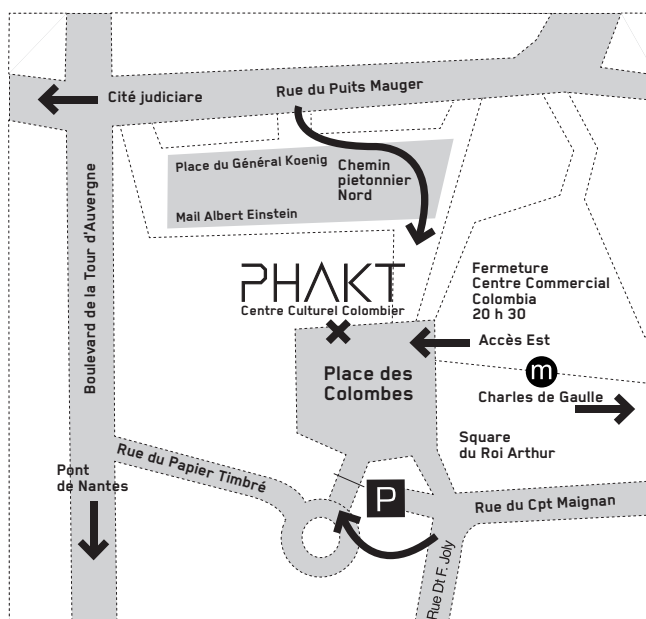 Cité judiciare
Rue du Puits Mauger
Place du Général Koenig
Chemin
pietonnier
Nord
Mail Albert Einstein
Boulevard de la Tour d'Auvergne
PHAKT
Centre Culturel Colombier
Fermeture
Centre Commercial
Colombia
20 h 30
Accès Est
Place des
Colombes
m
Charles de Gaulle
Square
du Roi Arthur
Rue du Papier Timbré
Pont
de Nantes
P
Rue du Cpt Maignan
Rue Dt F. Joly